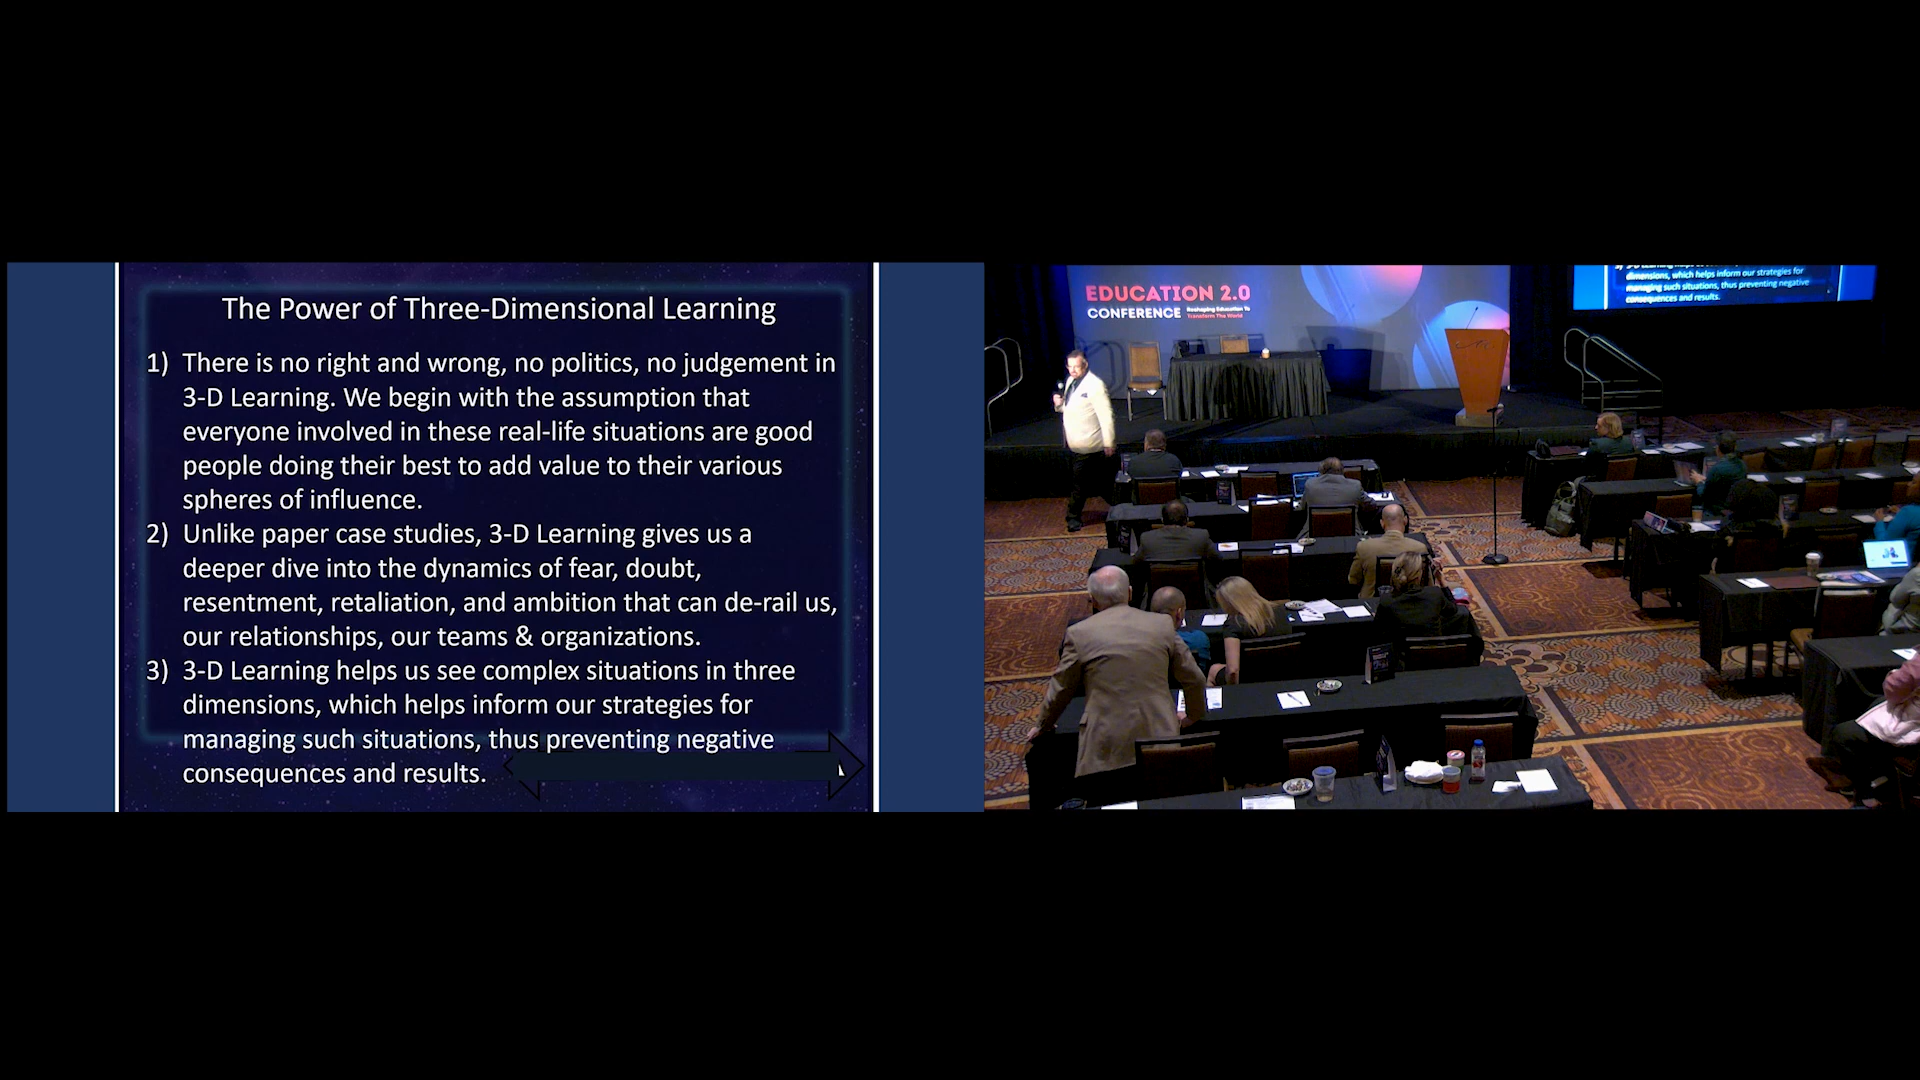 The Power of Three-Dimensional Learning
1) There is no right and wrong, no politics, no judgement in
3-D Learning. We begin with the assumption that
everyone involved in these real-life situations are good
people doing their best to add value to their various
spheres of influence.
2) Unlike paper case studies, 3-D Learning gives us a
deeper dive into the dynamics of fear, doubt,
resentment, retaliation, and ambition that can de-rail us,
our relationships, our teams & organizations.
3) 3-D Learning helps us see complex situations in three
dimensions, which helps inform our strategies for
managing such situations, thus preventing negative
consequences and results.
EDUCATION 2.0
CONFERENCE
Reshaping Education To
Transform The World
dimensions, which helps inform our strategies for
managing such situations, thus preventing negative
consequences and results.